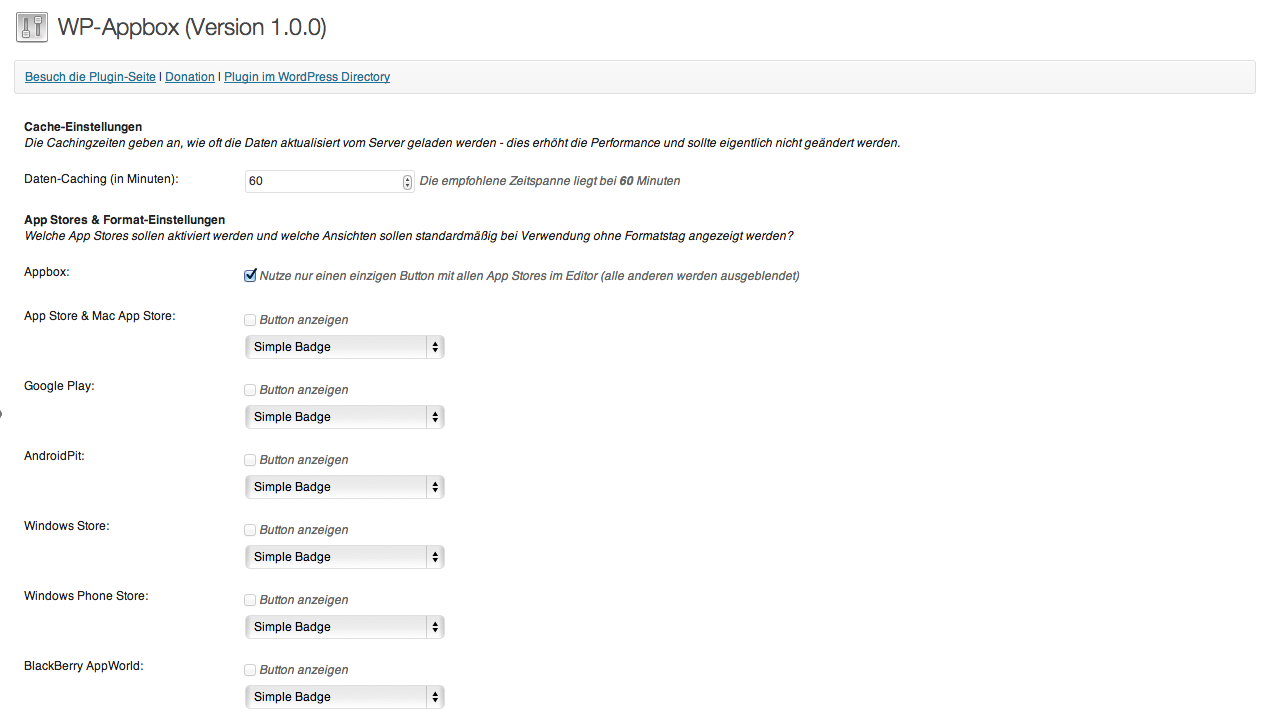 WP-Appbox (Version 1.0.0)
Besuch die Plugin-Seite | Donation | Plugin im WordPress Directory
Cache-Einstellungen
Die Cachingzeiten geben an, wie oft die Daten aktualisiert vom Server geladen werden - dies erhöht die Performance und sollte eigentlich nicht geändert werden.
Daten-Caching (in Minuten): 60 Die empfohlene Zeitspanne liegt bei 60 Minuten
App Stores & Format-Einstellungen
Welche App Stores sollen aktiviert werden und welche Ansichten sollen standardmäßig bei Verwendung ohne Formatstag angezeigt werden?
Appbox: Nutze nur einen einzigen Button mit allen App Stores im Editor (alle anderen werden ausgeblendet)
App Store & Mac App Store: Button anzeigen
Simple Badge
Google Play: Button anzeigen
Simple Badge
AndroidPit: Button anzeigen
Simple Badge
Windows Store: Button anzeigen
Simple Badge
Windows Phone Store: Button anzeigen
Simple Badge
BlackBerry AppWorld: Button anzeigen
Simple Badge